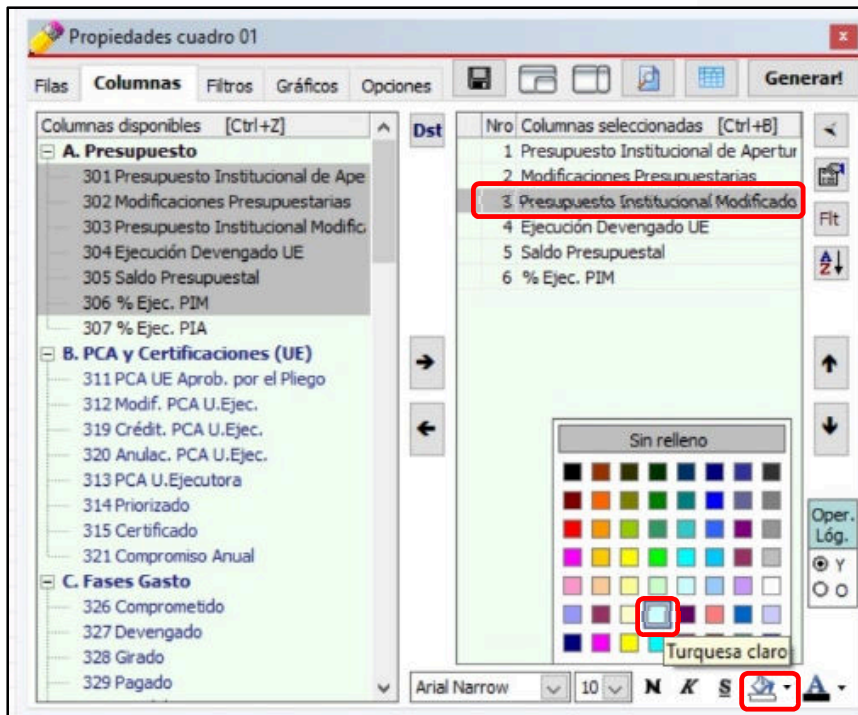 Propiedades cuadro 01
x
Filas Columnas Filtros Gráficos Opciones Generar!
Columnas disponibles [Ctrl+Z]
A. Presupuesto
301 Presupuesto Institucional de Ape
302 Modificaciones Presupuestarias
303 Presupuesto Institucional Modific
304 Ejecución Devengado UE
305 Saldo Presupuestal
306 % Ejec. PIM
307 % Ejec. PIA
B. PCA y Certificaciones (UE)
311 PCA UE Aprob. por el Pliego
312 Modif. PCA U.Ejec.
319 Crédit. PCA U.Ejec.
320 Anulac. PCA U.Ejec.
313 PCA U.Ejecutora
314 Priorizado
315 Certificado
321 Compromiso Anual
C. Fases Gasto
326 Comprometido
327 Devengado
328 Girado
329 Pagado
Dst
Nro Columnas seleccionadas [Ctrl+B]
1 Presupuesto Institucional de Apertur
2 Modificaciones Presupuestarias
3 Presupuesto Institucional Modificado
4 Ejecución Devengado UE
5 Saldo Presupuestal
6 % Ejec. PIM
Flt
A
Z
Sin relleno
Turquesa claro
Oper.
Lóg.
Y
O
Arial Narrow 10 N K S A